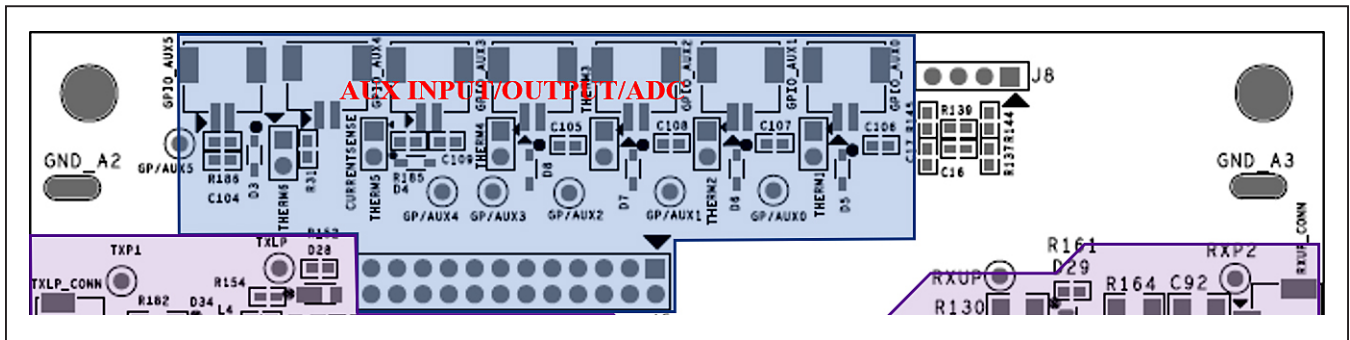 GPIO_AUX5
GPIO_AUX4
GPIO_AUX3
THERM3
GPIO_AUX2
GPIO_AUX1
GPIO_AUX0
AUX INPUT/OUTPUT/ADC
J8
R145
R139
R144
C17
R137
C16
GND_A2
GP/AUX5
R186
C104
D3
THERM6
R31
CURRENTSENSE
THERM5
R185
D4
C109
THERM4
C105
D8
C108
D7
THERM2
C107
D6
THERM1
C106
D5
GP/AUX4
GP/AUX3
GP/AUX2
GP/AUX1
GP/AUX0
GND_A3
TXP1
TXLP
D28
TXLP_CONN
R154
R182
D34
L4
RXUP
R161
D29
RXP2
RXUP_CONN
R130
R164
C92